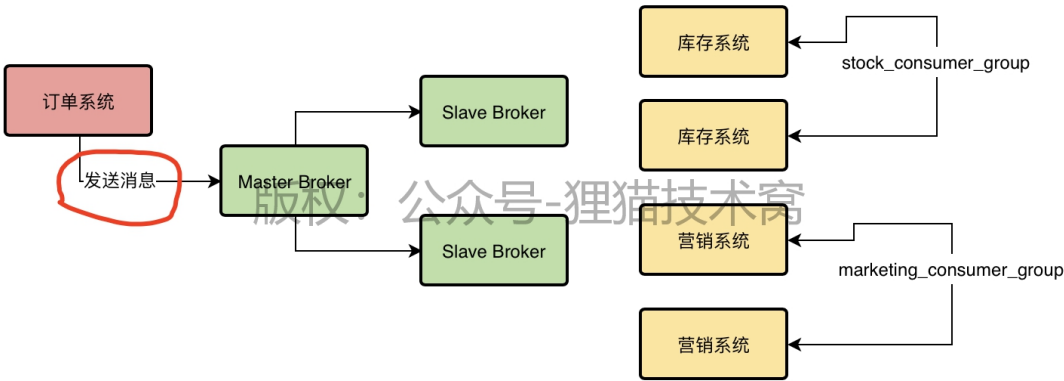 库存系统
stock_consumer_group
订单系统
Slave Broker
库存系统
发送消息
Master Broker
版权：公众号-狸猫技术窝
营销系统
Slave Broker
marketing_consumer_group
营销系统